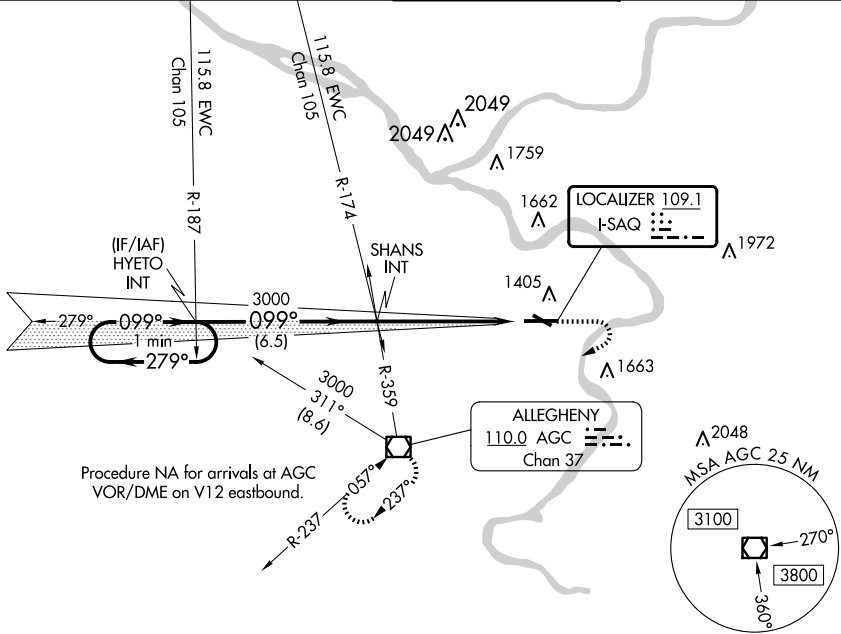 115.8 EWC
Chan 105
R-187
115.8 EWC
Chan 105
R-174
2049
2049
1759
1662
LOCALIZER 109.1
I-SAQ
1972
1405
(IF/IAF)
HYETO
INT
SHANS
INT
3000
279°
099°
099°
1 min
(6.5)
279°
3000
311°
(8.6)
R-359
1663
ALLEGHENY
110.0 AGC
Chan 37
Procedure NA for arrivals at AGC
VOR/DME on V12 eastbound.
057°
237°
R-237
2048
MSA AGC 25 NM
3100
270°
3800
360°